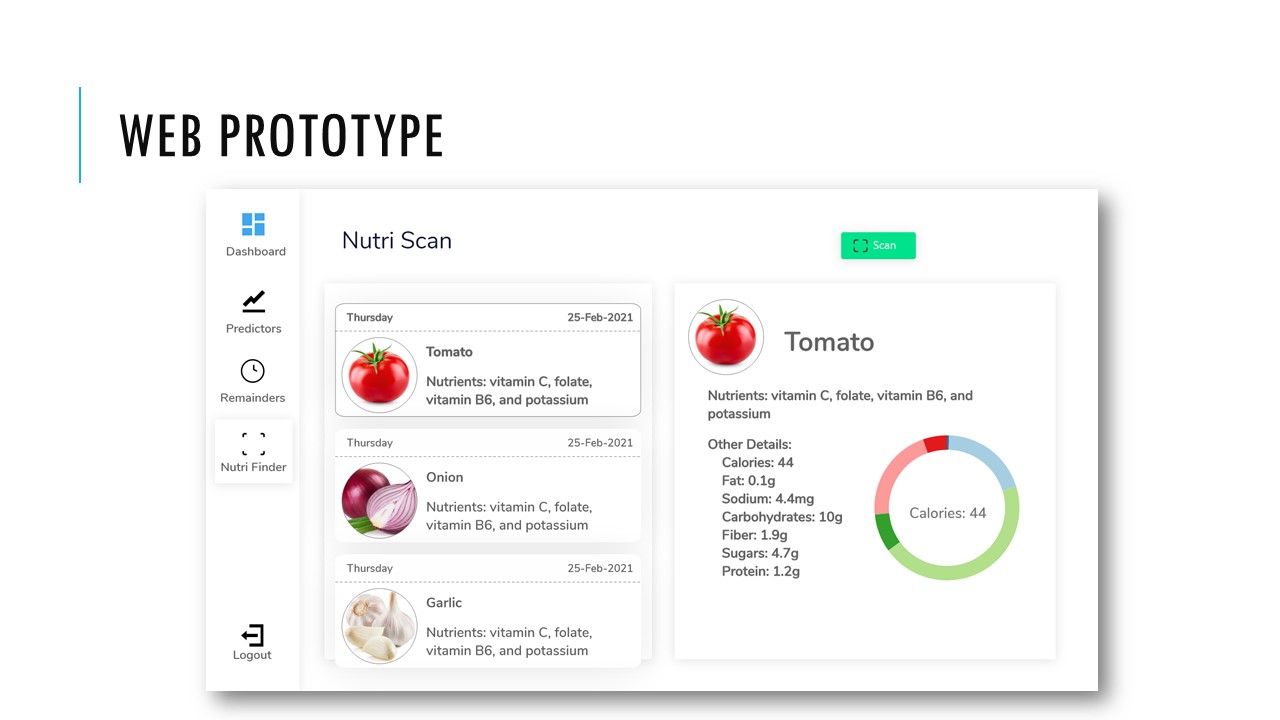 WEB PROTOTYPE
Dashboard
Predictors
Remainders
Nutri Finder
Logout
Nutri Scan
Scan
Thursday 25-Feb-2021
Tomato
Nutrients: vitamin C, folate,
vitamin B6, and potassium
Thursday 25-Feb-2021
Onion
Nutrients: vitamin C, folate,
vitamin B6, and potassium
Thursday 25-Feb-2021
Garlic
Nutrients: vitamin C, folate,
vitamin B6, and potassium
Tomato
Nutrients: vitamin C, folate, vitamin B6, and
potassium
Other Details:
Calories: 44
Fat: 0.1g
Sodium: 4.4mg
Carbohydrates: 10g
Fiber: 1.9g
Sugars: 4.7g
Protein: 1.2g
Calories: 44